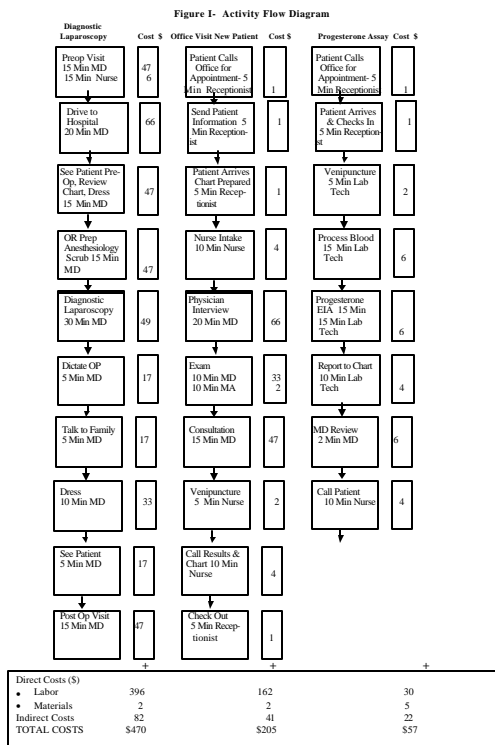 Figure I- Activity Flow Diagram
Diagnostic
Laparoscopy
Cost $
Office Visit New Patient
Cost $
Progesterone Assay
Cost $
Preop Visit
15 Min MD
15 Min Nurse
47
6
Drive to
Hospital
20 Min MD
66
See Patient Pre-
Op, Review
Chart, Dress
15 Min MD
47
OR Prep
Anesthesiology
Scrub 15 Min
MD
47
Diagnostic
Laparoscopy
30 Min MD
49
Dictate OP
5 Min MD
17
Talk to Family
5 Min MD
17
Dress
10 Min MD
33
See Patient
5 Min MD
17
Post Op Visit
15 Min MD
47
+
Patient Calls
Office for
Appointment- 5
Min Receptionist
1
Send Patient
Information 5
Min Reception-
ist
1
Patient Arrives
Chart Prepared
5 Min Recep-
tionist
1
Nurse Intake
10 Min Nurse
4
Physician
Interview
20 Min MD
66
Exam
10 Min MD
10 Min MA
33
2
Consultation
15 Min MD
47
Venipuncture
5 Min Nurse
2
Call Results &
Chart 10 Min
Nurse
4
Check Out
5 Min Recep-
tionist
1
+
Patient Calls
Office for
Appointment- 5
Min Receptionist
1
Patient Arrives
& Checks In
5 Min Reception-
st
1
Venipuncture
5 Min Lab
Tech
2
Process Blood
15 Min Lab
Tech
6
Progesterone
EIA 15 Min
15 Min Lab
Tech
6
Report to Chart
10 Min Lab
Tech
4
MD Review
2 Min MD
6
Call Patient
10 Min Nurse
4
+
Direct Costs ($)
• Labor 396 162 30
• Materials 2 2 5
Indirect Costs 82 41 22
TOTAL COSTS $470 $205 $57